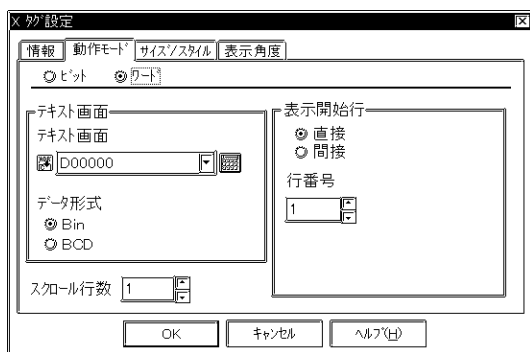 X ﾀｸﾞ設定
情報 動作ﾓｰﾄﾞ ｻｲｽﾞ/ｽﾀｲﾙ 表示角度
ﾋﾞｯﾄ ﾜｰﾄﾞ
ﾃｷｽﾄ画面
ﾃｷｽﾄ画面
D00000
ﾃﾞｰﾀ形式
Bin
BCD
ｽｸﾛｰﾙ行数 1
表示開始行
直接
間接
行番号
1
OK ｷｬﾝｾﾙ ﾍﾙﾌﾟ(H)